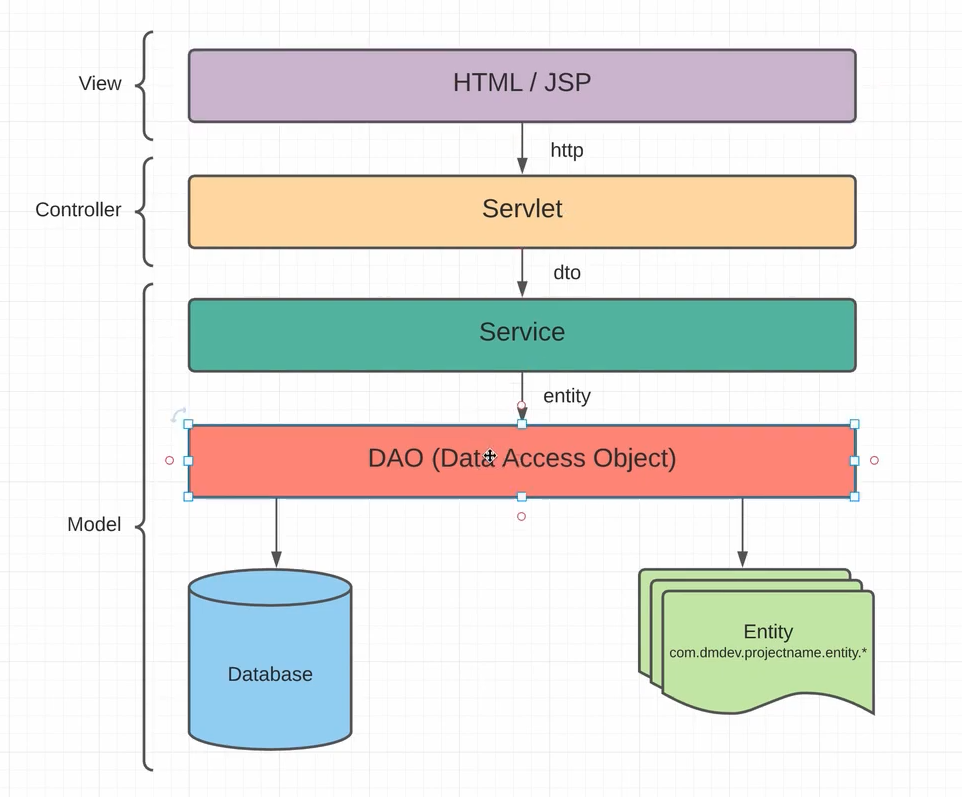 View
HTML / JSP
http
Controller
Servlet
dto
Service
entity
DAO (Data Access Object)
Model
Database
Entity
com.dmdev.projectname.entity.*